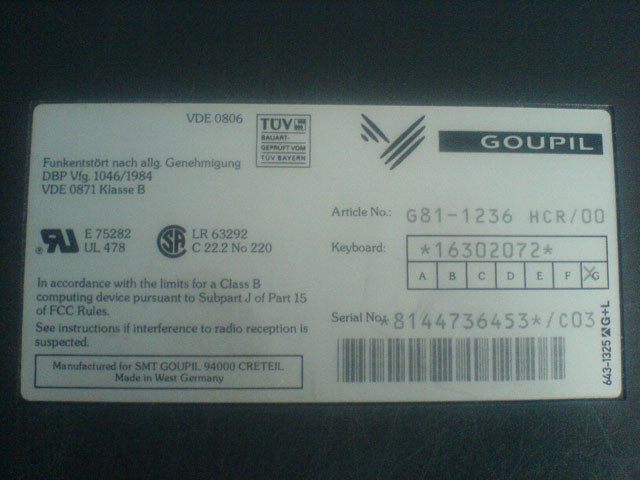 VDE 0806
TÜV
BAUART-
GEPRÜFT VOM
TÜV BAYERN
GOUPIL
Funkentstört nach allg. Genehmigung
DBP Vfg. 1046/1984
VDE 0871 Klasse B
Article No.: G81-1236 HCR/00
E 75282
UL 478
SA
LR 63292
C 22.2 No 220
Keyboard: *16302072*
A B C D E F G
In accordance with the limits for a Class B
computing device pursuant to Subpart J of Part 15
of FCC Rules.
See instructions if interference to radio reception is
suspected.
Serial No.: *8144736453*/C03
Manufactured for SMT GOUPIL 94000 CRETEIL
Made in West Germany
643-1325 G+L